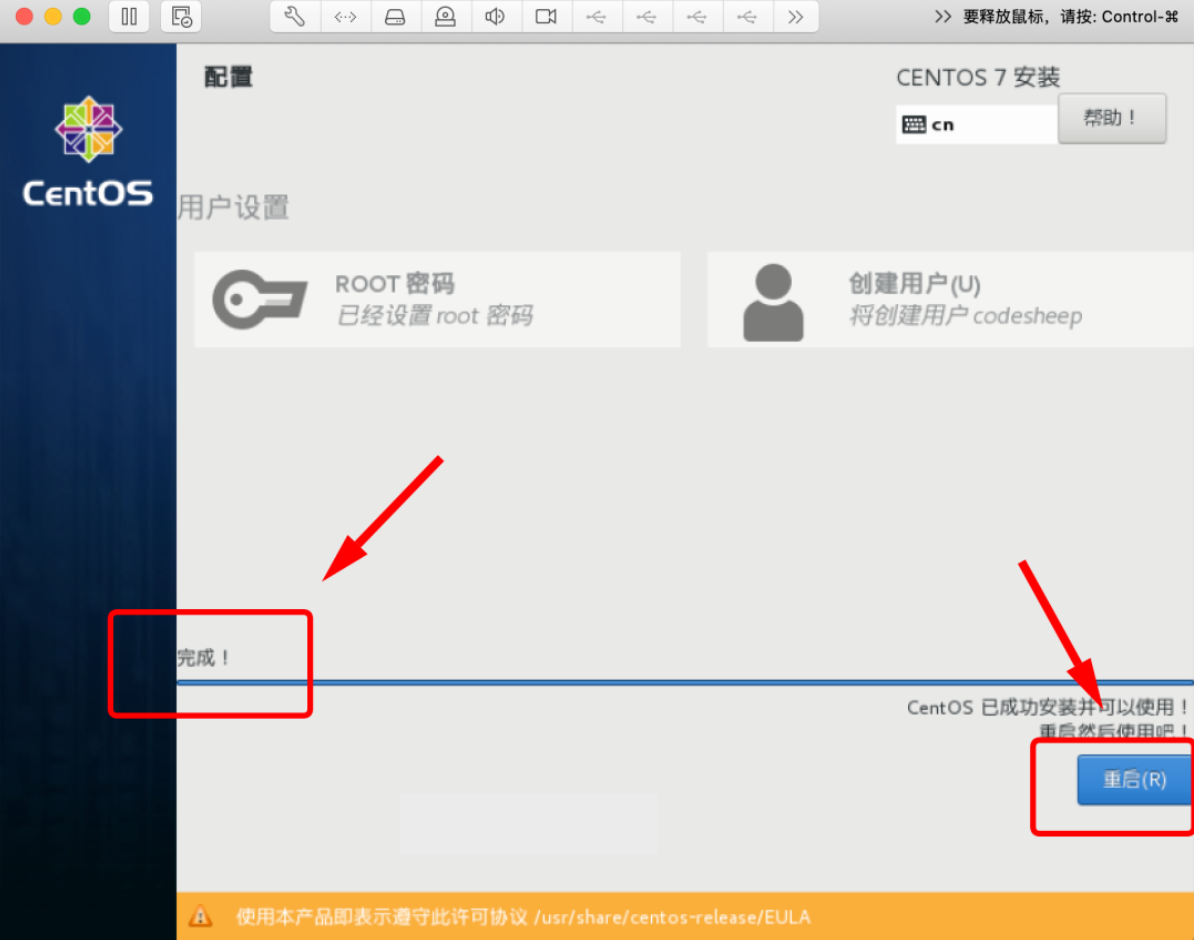 >> 要释放鼠标，请按: Control-⌘
配置
CENTOS 7 安装
cn
帮助！
CentOS
用户设置
ROOT 密码
已经设置 root 密码
创建用户(U)
将创建用户 codesheep
完成！
CentOS 已成功安装并可以使用！
重启然后使用吧！
重启(R)
使用本产品即表示遵守此许可协议 /usr/share/centos-release/EULA